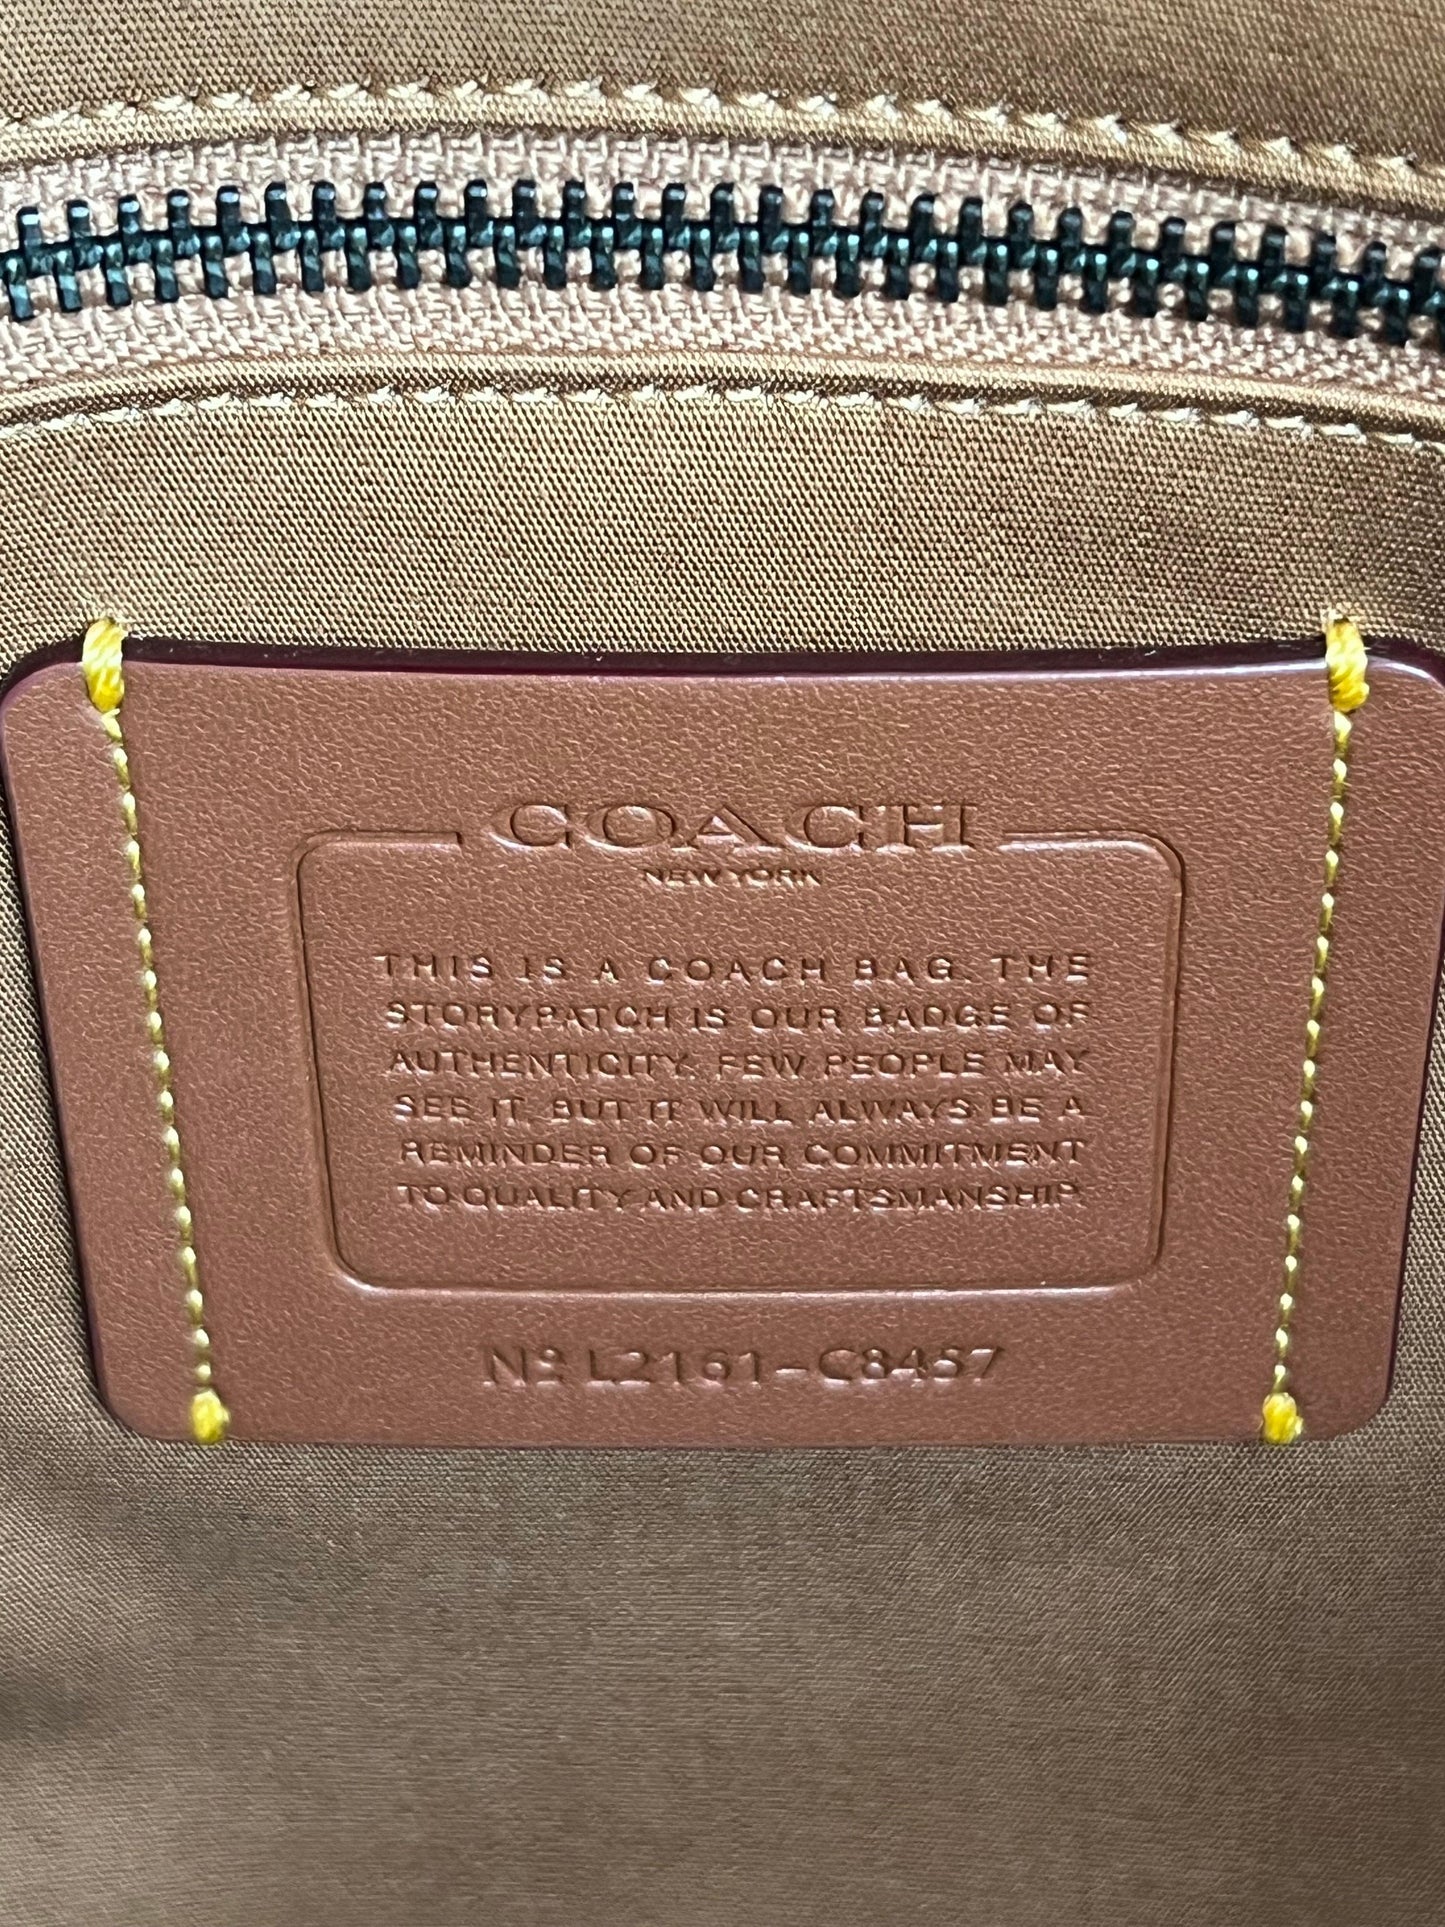 COACH
NEW YORK
THIS IS A COACH BAG. THE
STORYPATCH IS OUR BADGE OF
AUTHENTICITY. FEW PEOPLE MAY
SEE IT, BUT IT WILL ALWAYS BE A
REMINDER OF OUR COMMITMENT
TO QUALITY AND CRAFTSMANSHIP.
Nº L2161-C8457